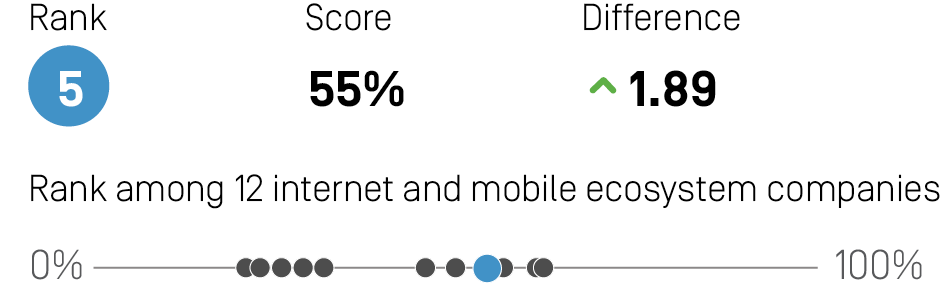 Rank Score Difference
5 55% 1.89
Rank among 12 internet and mobile ecosystem companies
0% 100%